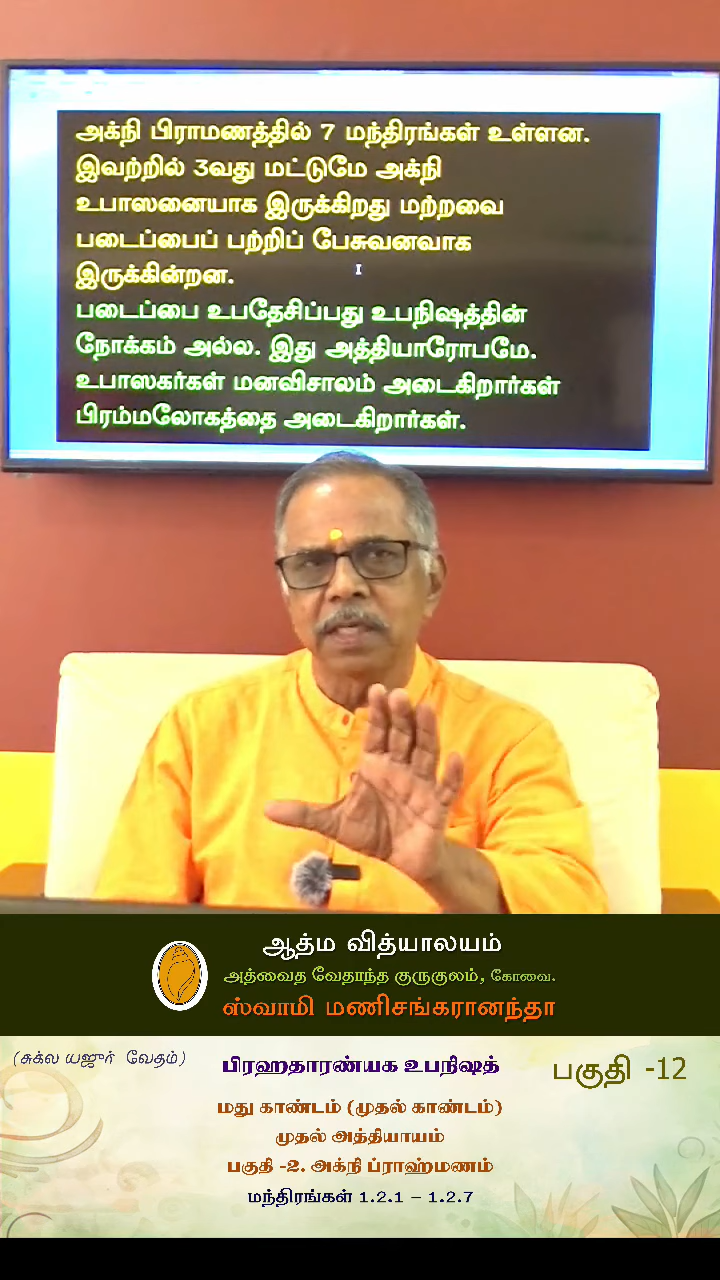 அக்னி பிராமணத்தில் 7 மந்திரங்கள் உள்ளன.
இவற்றில் 3வது மட்டுமே அக்னி
உபாஸனையாக இருக்கிறது மற்றவை
படைப்பைப் பற்றிப் பேசுவனவாக
இருக்கின்றன.
படைப்பை உபதேசிப்பது உபநிஷத்தின்
நோக்கம் அல்ல. இது அத்தியாரோபமே.
உபாஸகர்கள் மனவிசாலம் அடைகிறார்கள்
பிரம்மலோகத்தை அடைகிறார்கள்.
ஆத்ம வித்யாலயம்
அத்வைத வேதாந்த குருகுலம், கோவை.
ஸ்வாமி மணிசங்கரானந்தா
(சுக்ல யஜுர் வேதம்)
பிரஹதாரண்யக உபநிஷத்
பகுதி -12
மது காண்டம் (முதல் காண்டம்)
முதல் அத்தியாயம்
பகுதி -2. அக்னி ப்ராஹ்மணம்
மந்திரங்கள் 1.2.1 – 1.2.7